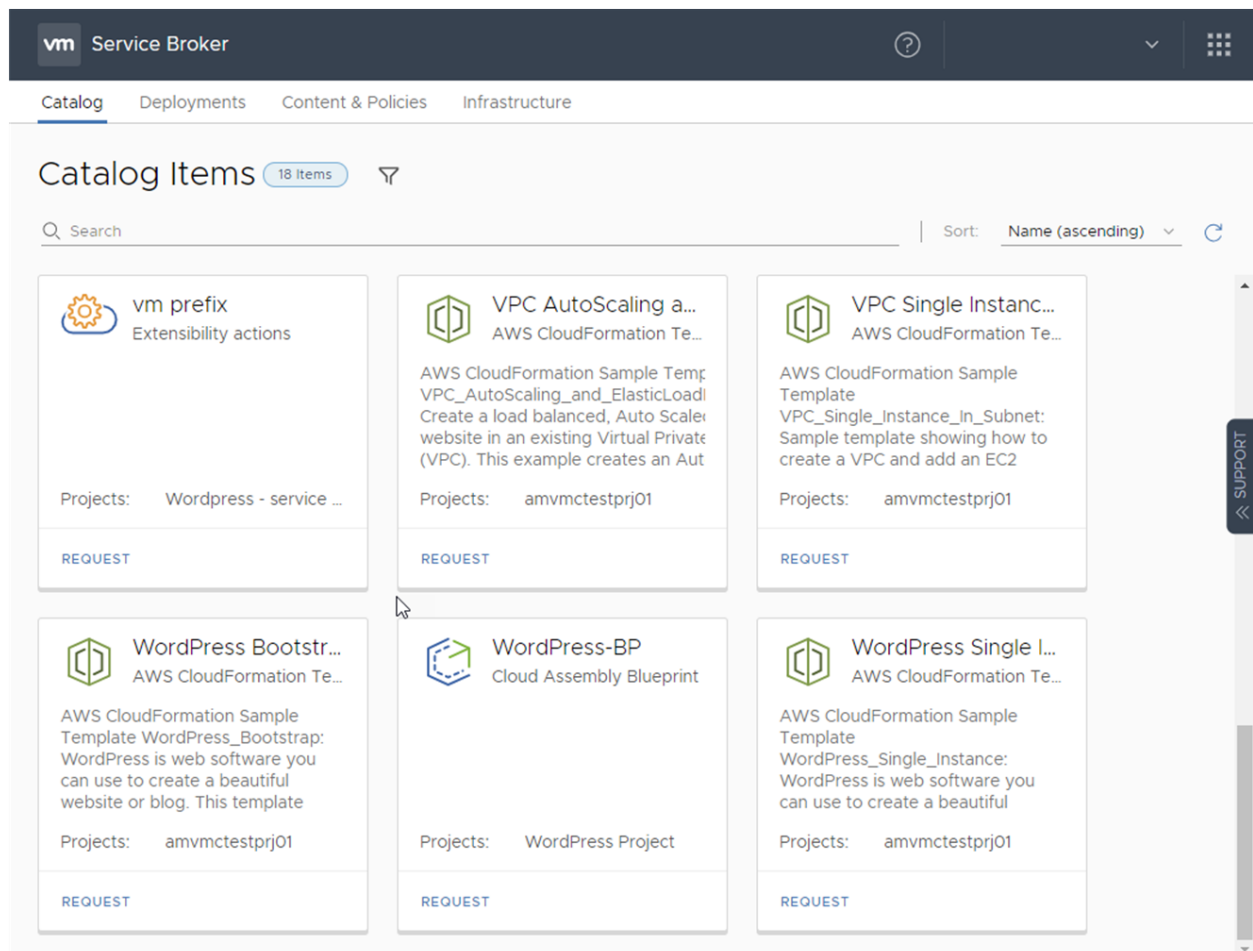 vm Service Broker
Catalog Deployments Content & Policies Infrastructure
Catalog Items 18 Items
Search Sort: Name (ascending)
vm prefix
Extensibility actions
Projects: Wordpress - service ...
REQUEST
VPC AutoScaling a...
AWS CloudFormation Te...
AWS CloudFormation Sample Temp
VPC_AutoScaling_and_ElasticLoad
Create a load balanced, Auto Scale
website in an existing Virtual Private
(VPC). This example creates an Aut
Projects: amvmctestprj01
REQUEST
VPC Single Instanc...
AWS CloudFormation Te...
AWS CloudFormation Sample
Template
VPC_Single_Instance_In_Subnet:
Sample template showing how to
create a VPC and add an EC2
Projects: amvmctestprj01
REQUEST
SUPPORT
WordPress Bootstr...
AWS CloudFormation Te...
AWS CloudFormation Sample
Template WordPress_Bootstrap:
WordPress is web software you
can use to create a beautiful
website or blog. This template
Projects: amvmctestprj01
REQUEST
WordPress-BP
Cloud Assembly Blueprint
Projects: WordPress Project
REQUEST
WordPress Single I...
AWS CloudFormation Te...
AWS CloudFormation Sample
Template
WordPress_Single_Instance:
WordPress is web software you
can use to create a beautiful
Projects: amvmctestprj01
REQUEST